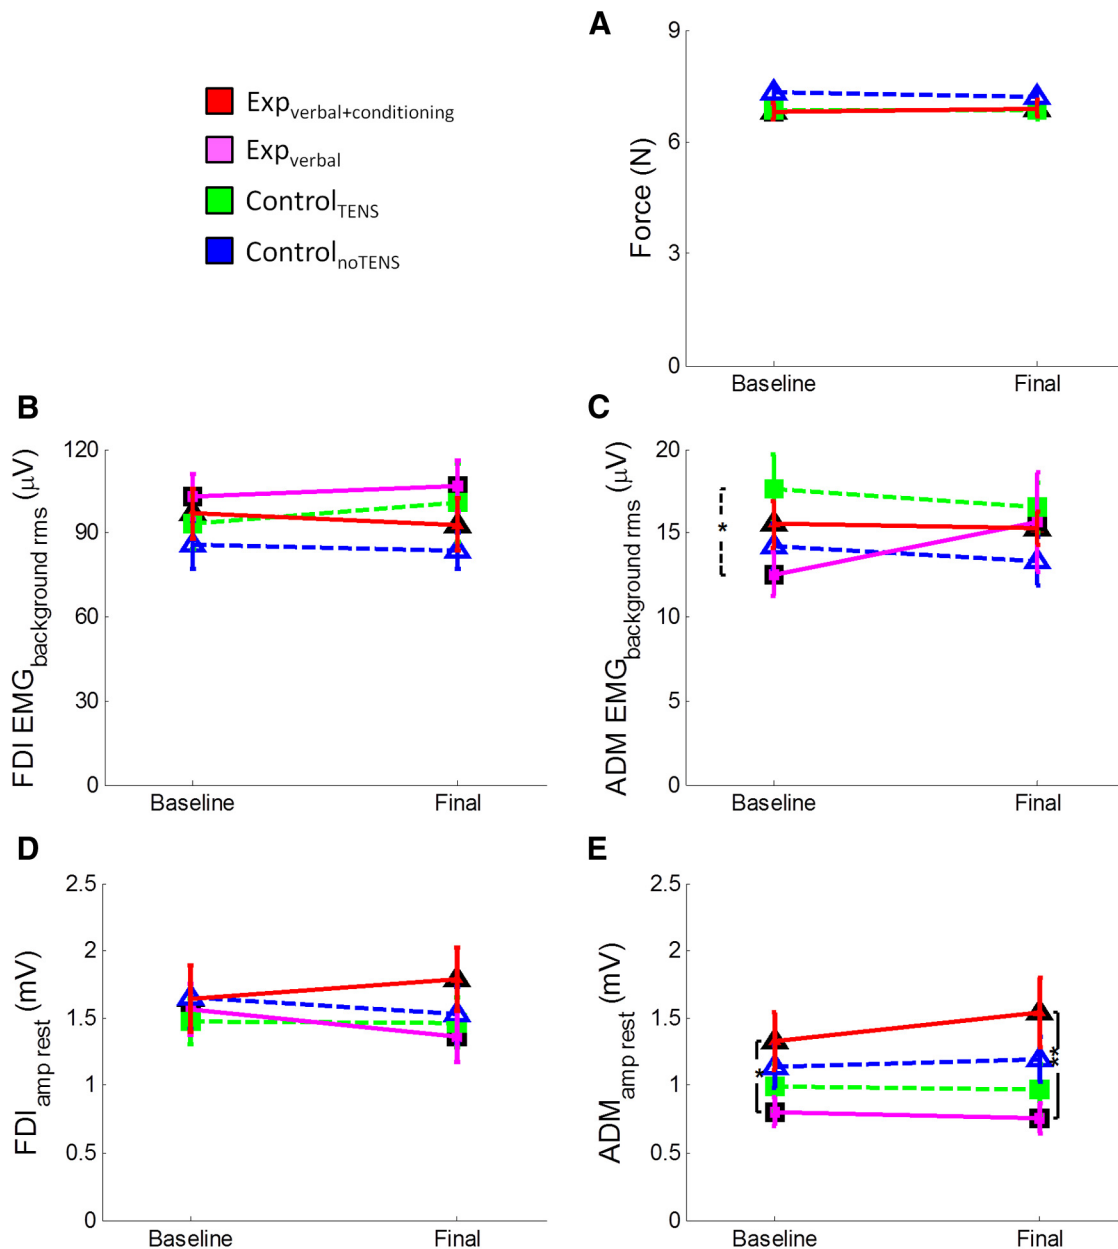 A
Exp verbal+conditioning
Exp verbal
Control TENS
Control noTENS
Force (N)
9
6
3
0
Baseline Final
B
FDI EMG background rms (μV)
120
90
60
30
0
Baseline Final
C
ADM EMG background rms (μV)
20
15
10
5
0
*
Baseline Final
D
FDI amp rest (mV)
2.5
2
1.5
1
0.5
0
Baseline Final
E
ADM amp rest (mV)
2.5
2
1.5
1
0.5
0
*
**
Baseline Final